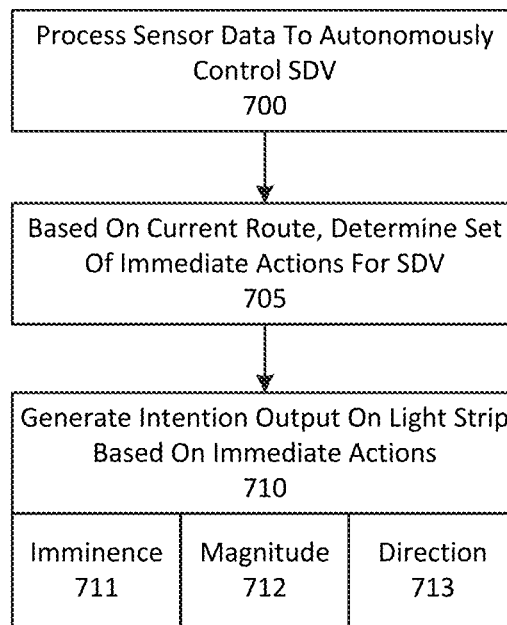 Process Sensor Data To Autonomously
Control SDV
700
Based On Current Route, Determine Set
Of Immediate Actions For SDV
705
Generate Intention Output On Light Strip
Based On Immediate Actions
710
Imminence Magnitude Direction
711 712 713